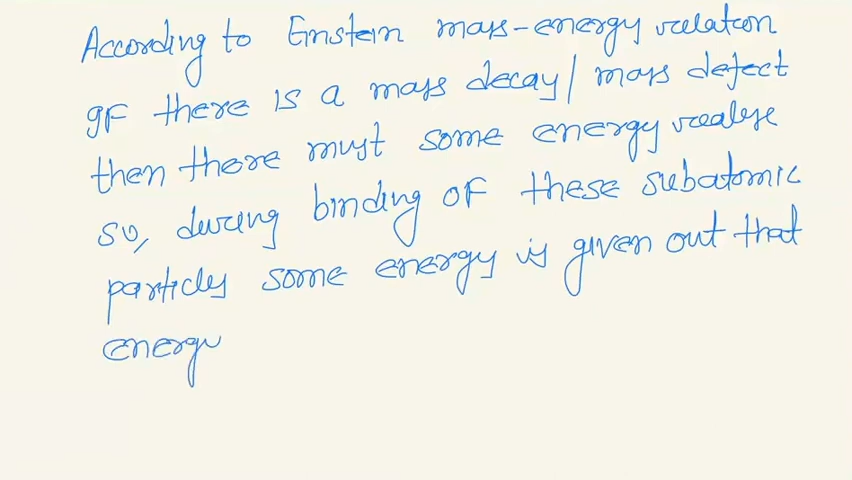 According to Einstein mass-energy relation
If there is a mass decay/mass defect
then there must some energy realese
so, during binding of these subatomic
particles some energy is given out that
energy